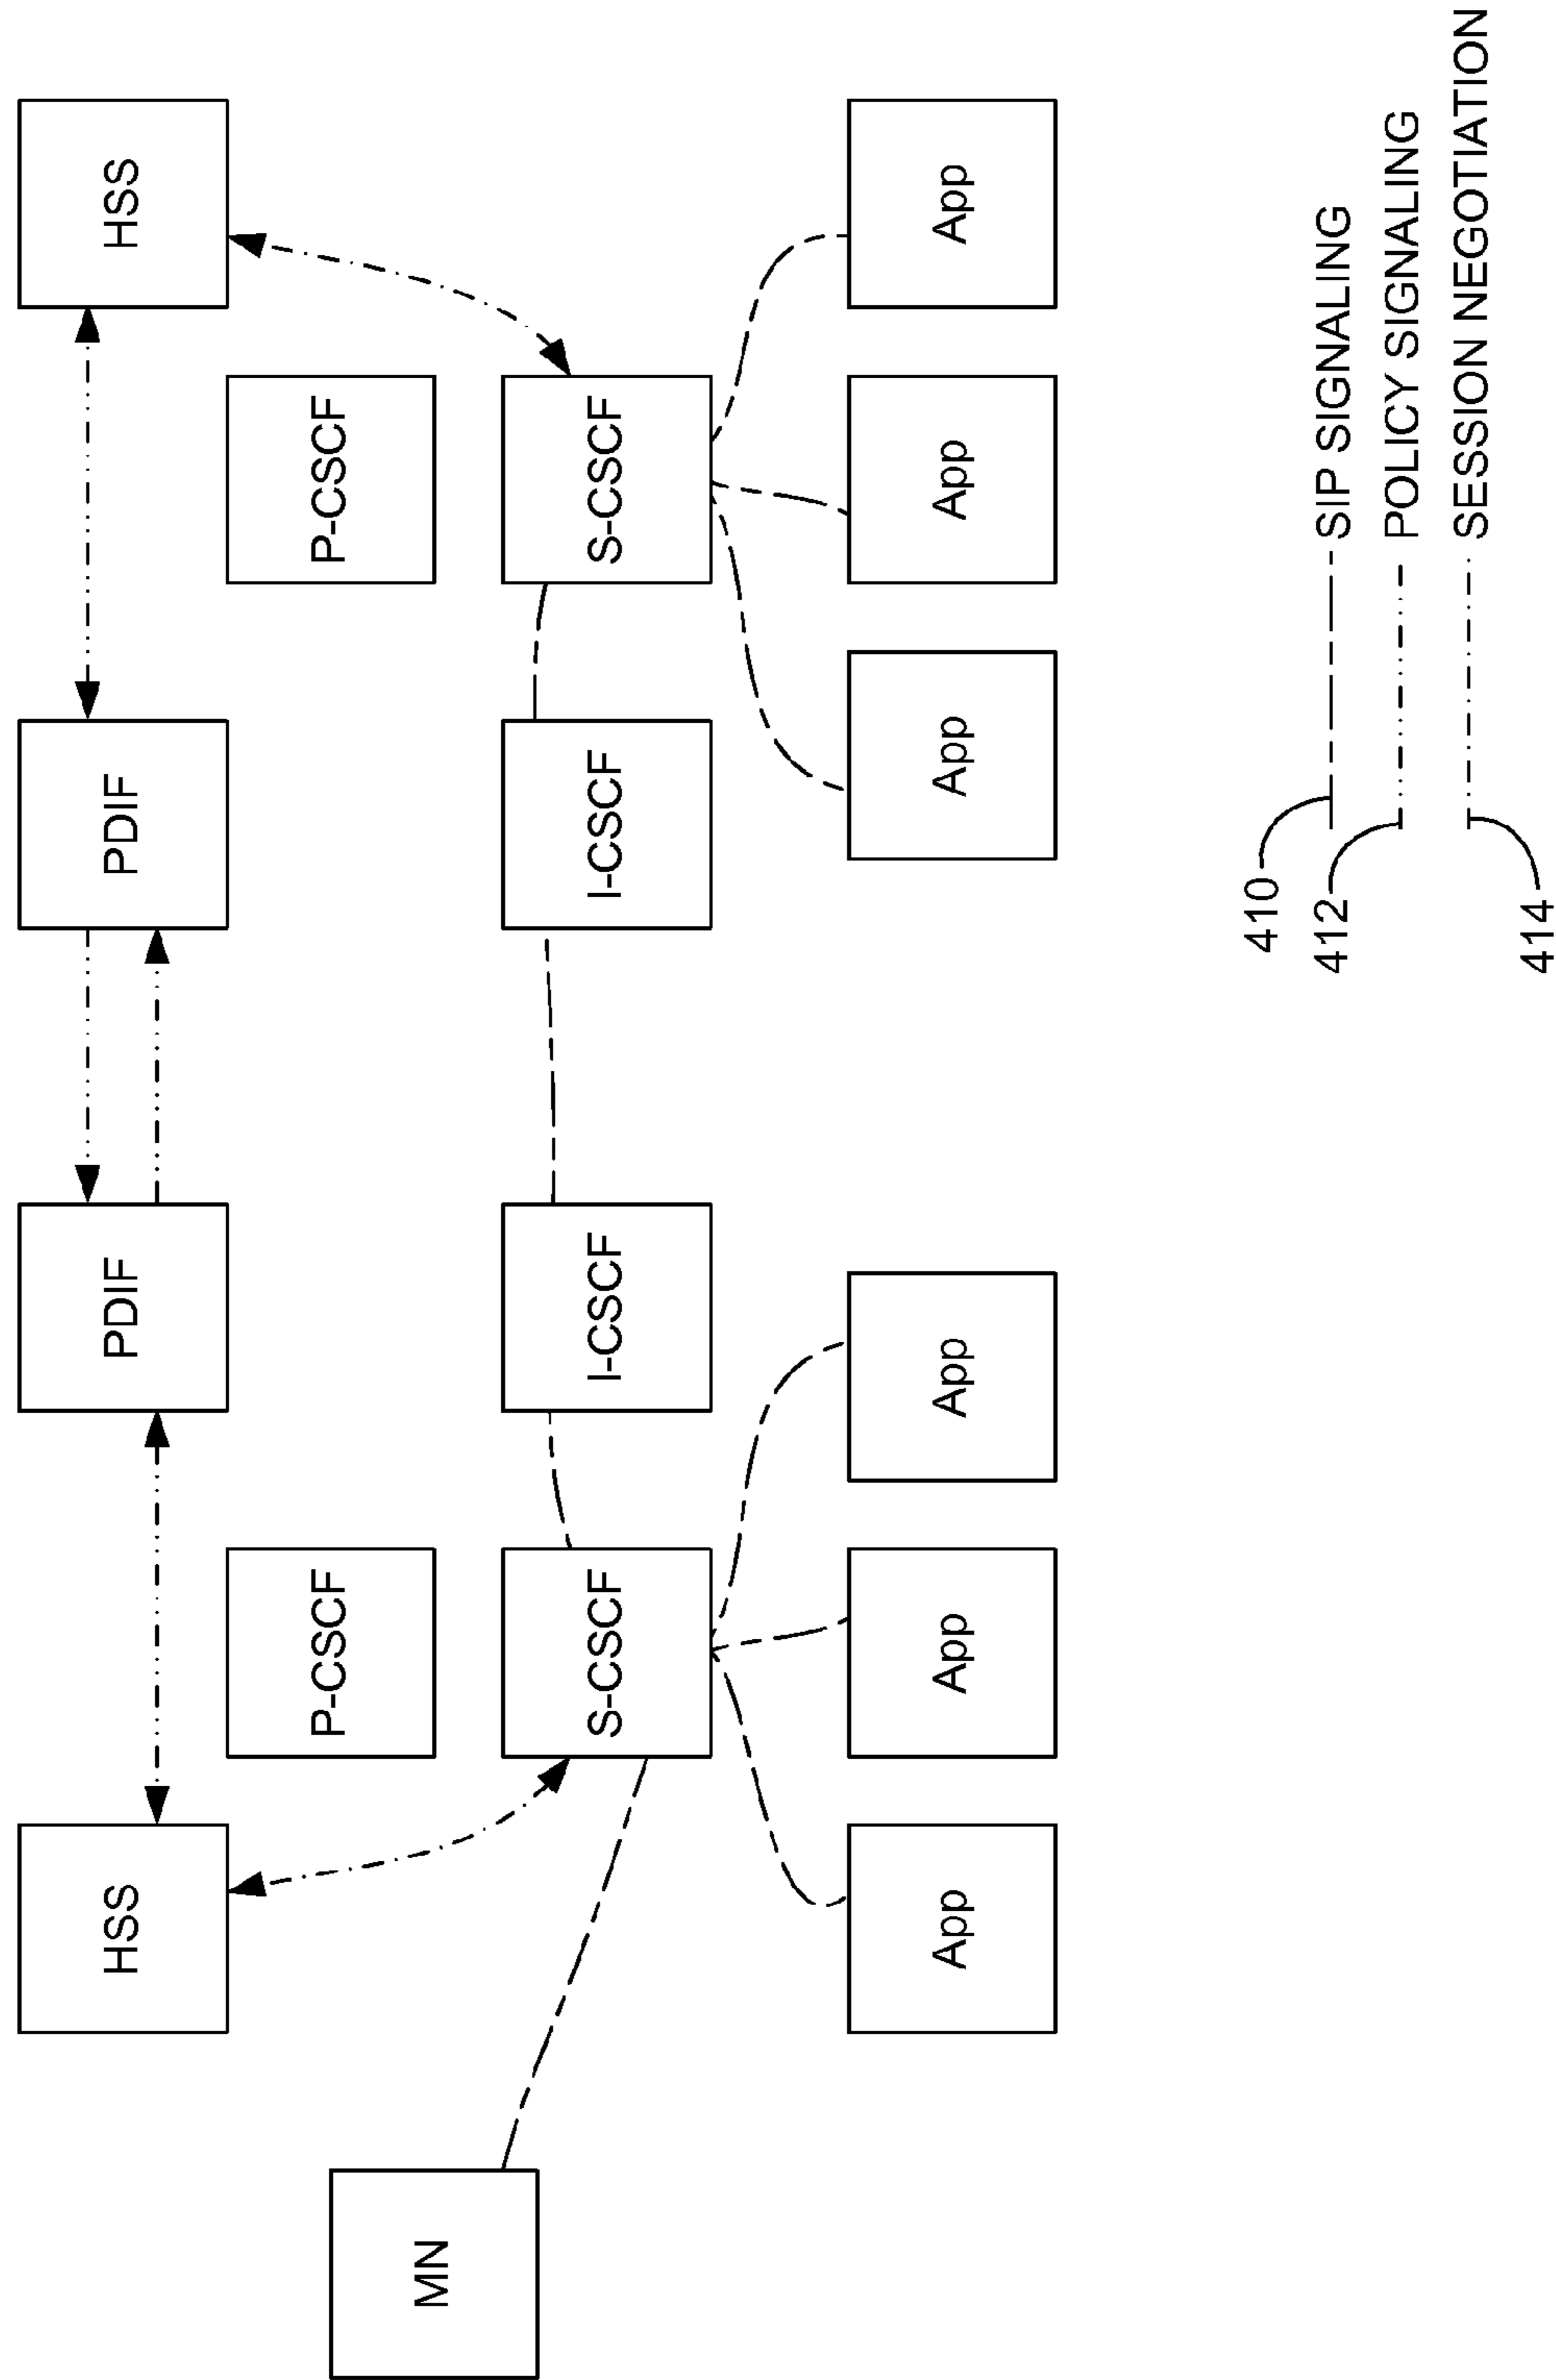 HSS
PDIF
PDIF
HSS
P-CSCF
P-CSCF
MN
S-CSCF
I-CSCF
I-CSCF
S-CSCF
App
App
App
App
App
App
410
SIP SIGNALING
412
POLICY SIGNALING
414
SESSION NEGOTIATION